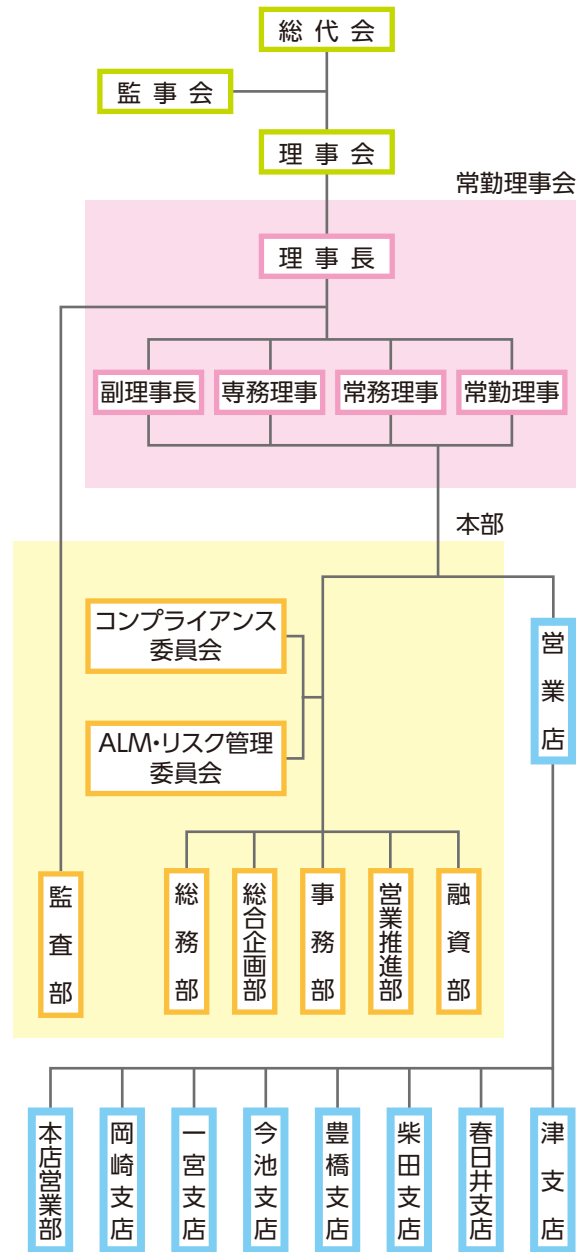 総代会
監事会
理事会
常勤理事会
理事長
副理事長
専務理事
常務理事
常勤理事
本部
コンプライアンス
委員会
営業店
ALM・リスク管理
委員会
監査部
総務部
総合企画部
事務部
営業推進部
融資部
本店営業部
岡崎支店
一宮支店
今池支店
豊橋支店
柴田支店
春日井支店
津支店